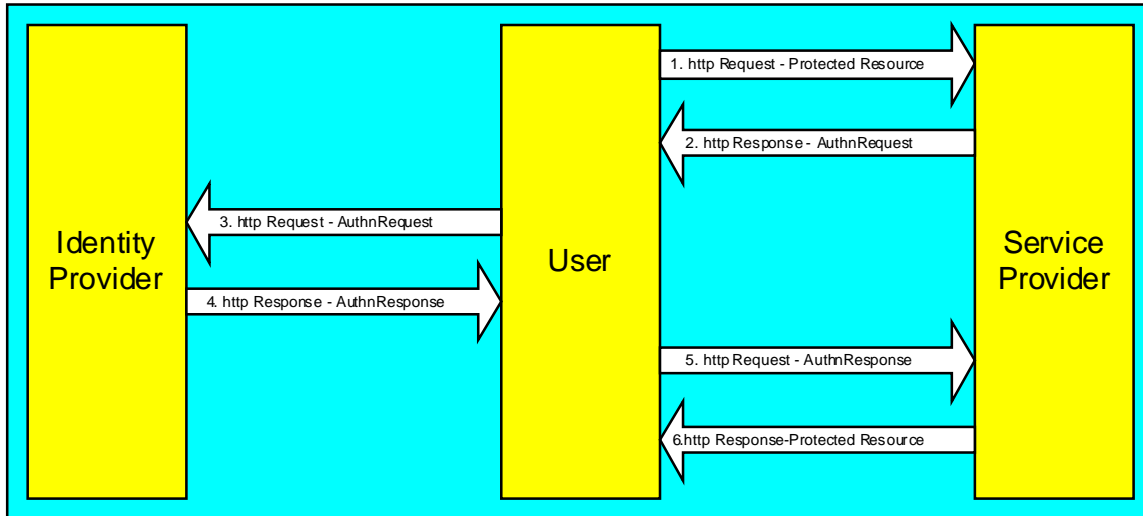 1. http Request - Protected Resource
2. http Response - AuthnRequest
3. http Request - AuthnRequest
Identity
Provider
User
Service
Provider
4. http Response - AuthnResponse
5. http Request - AuthnResponse
6.http Response-Protected Resource